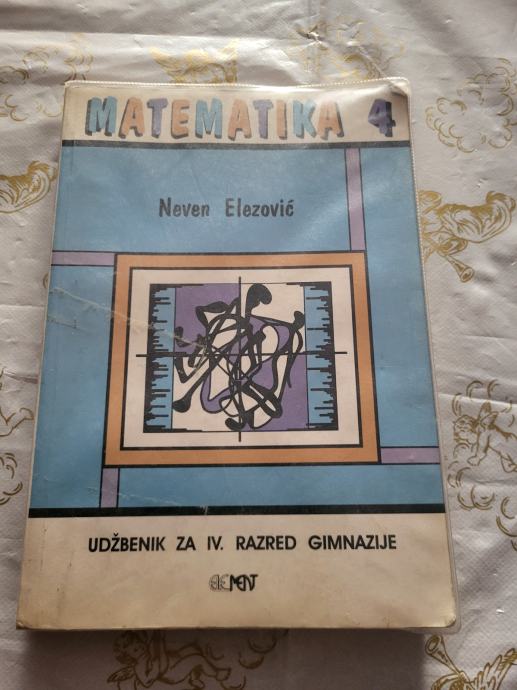 MATEMATIKA 4
Neven Elezović
UDŽBENIK ZA IV. RAZRED GIMNAZIJE
ELEMENT